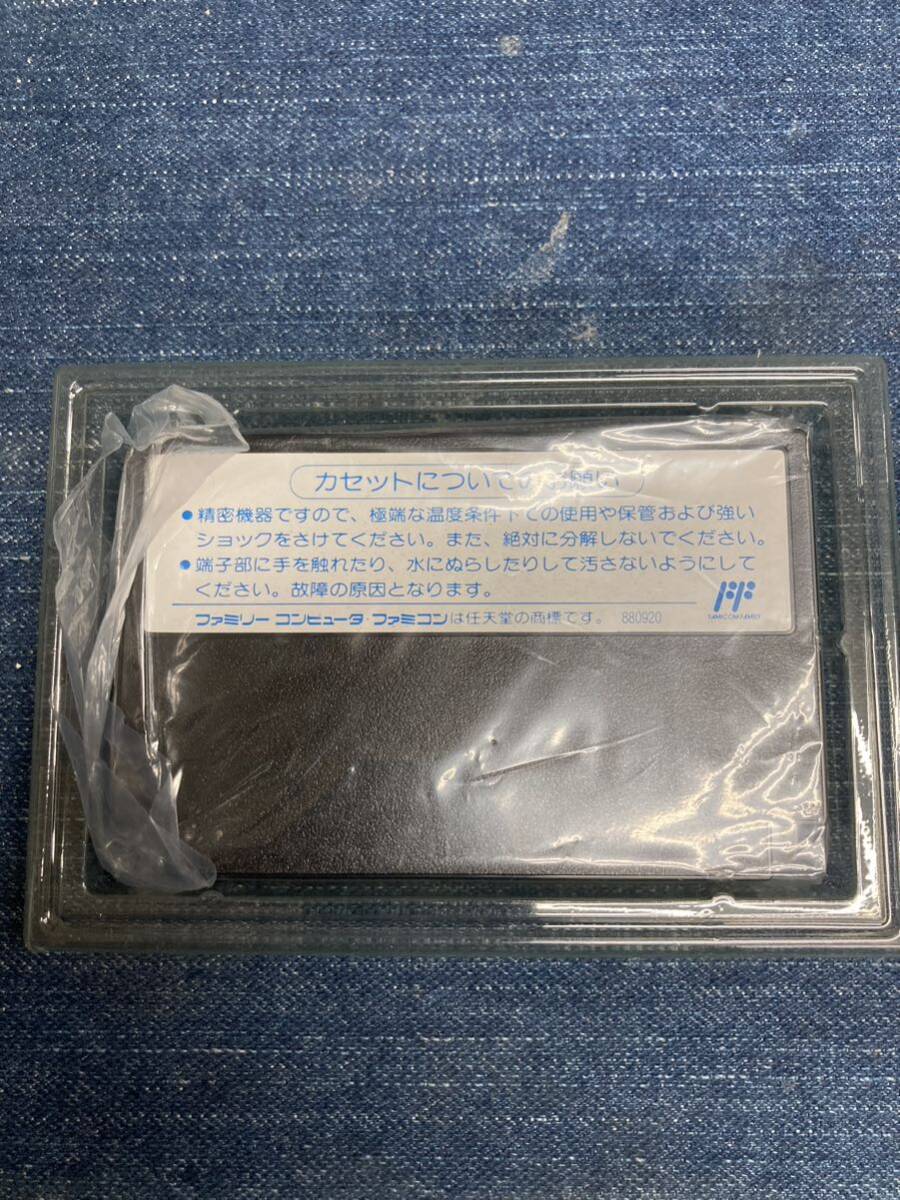 カセットについてのお願い
●精密機器ですので、極端な温度条件下での使用や保管および強い
ショックをさけてください。また、絶対に分解しないでください。
●端子部に手を触れたり、水にぬらしたりして汚さないようにして
ください。故障の原因となります。
FAMICOM FAMILY
ファミリー コンピュータ・ファミコンは任天堂の商標です。 880920